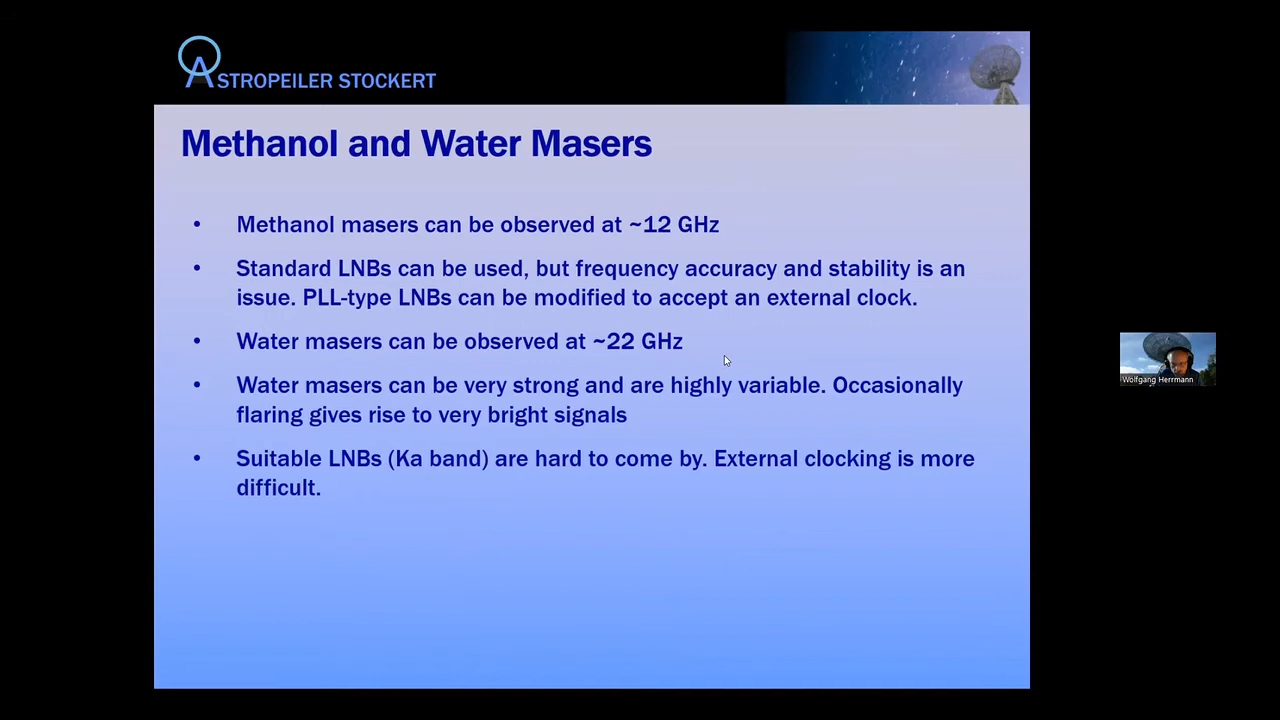 ASTROPEILER STOCKERT
Methanol and Water Masers
• Methanol masers can be observed at ~12 GHz
• Standard LNBs can be used, but frequency accuracy and stability is an
issue. PLL-type LNBs can be modified to accept an external clock.
• Water masers can be observed at ~22 GHz
• Water masers can be very strong and are highly variable. Occasionally
flaring gives rise to very bright signals
• Suitable LNBs (Ka band) are hard to come by. External clocking is more
difficult.
Wolfgang Herrmann